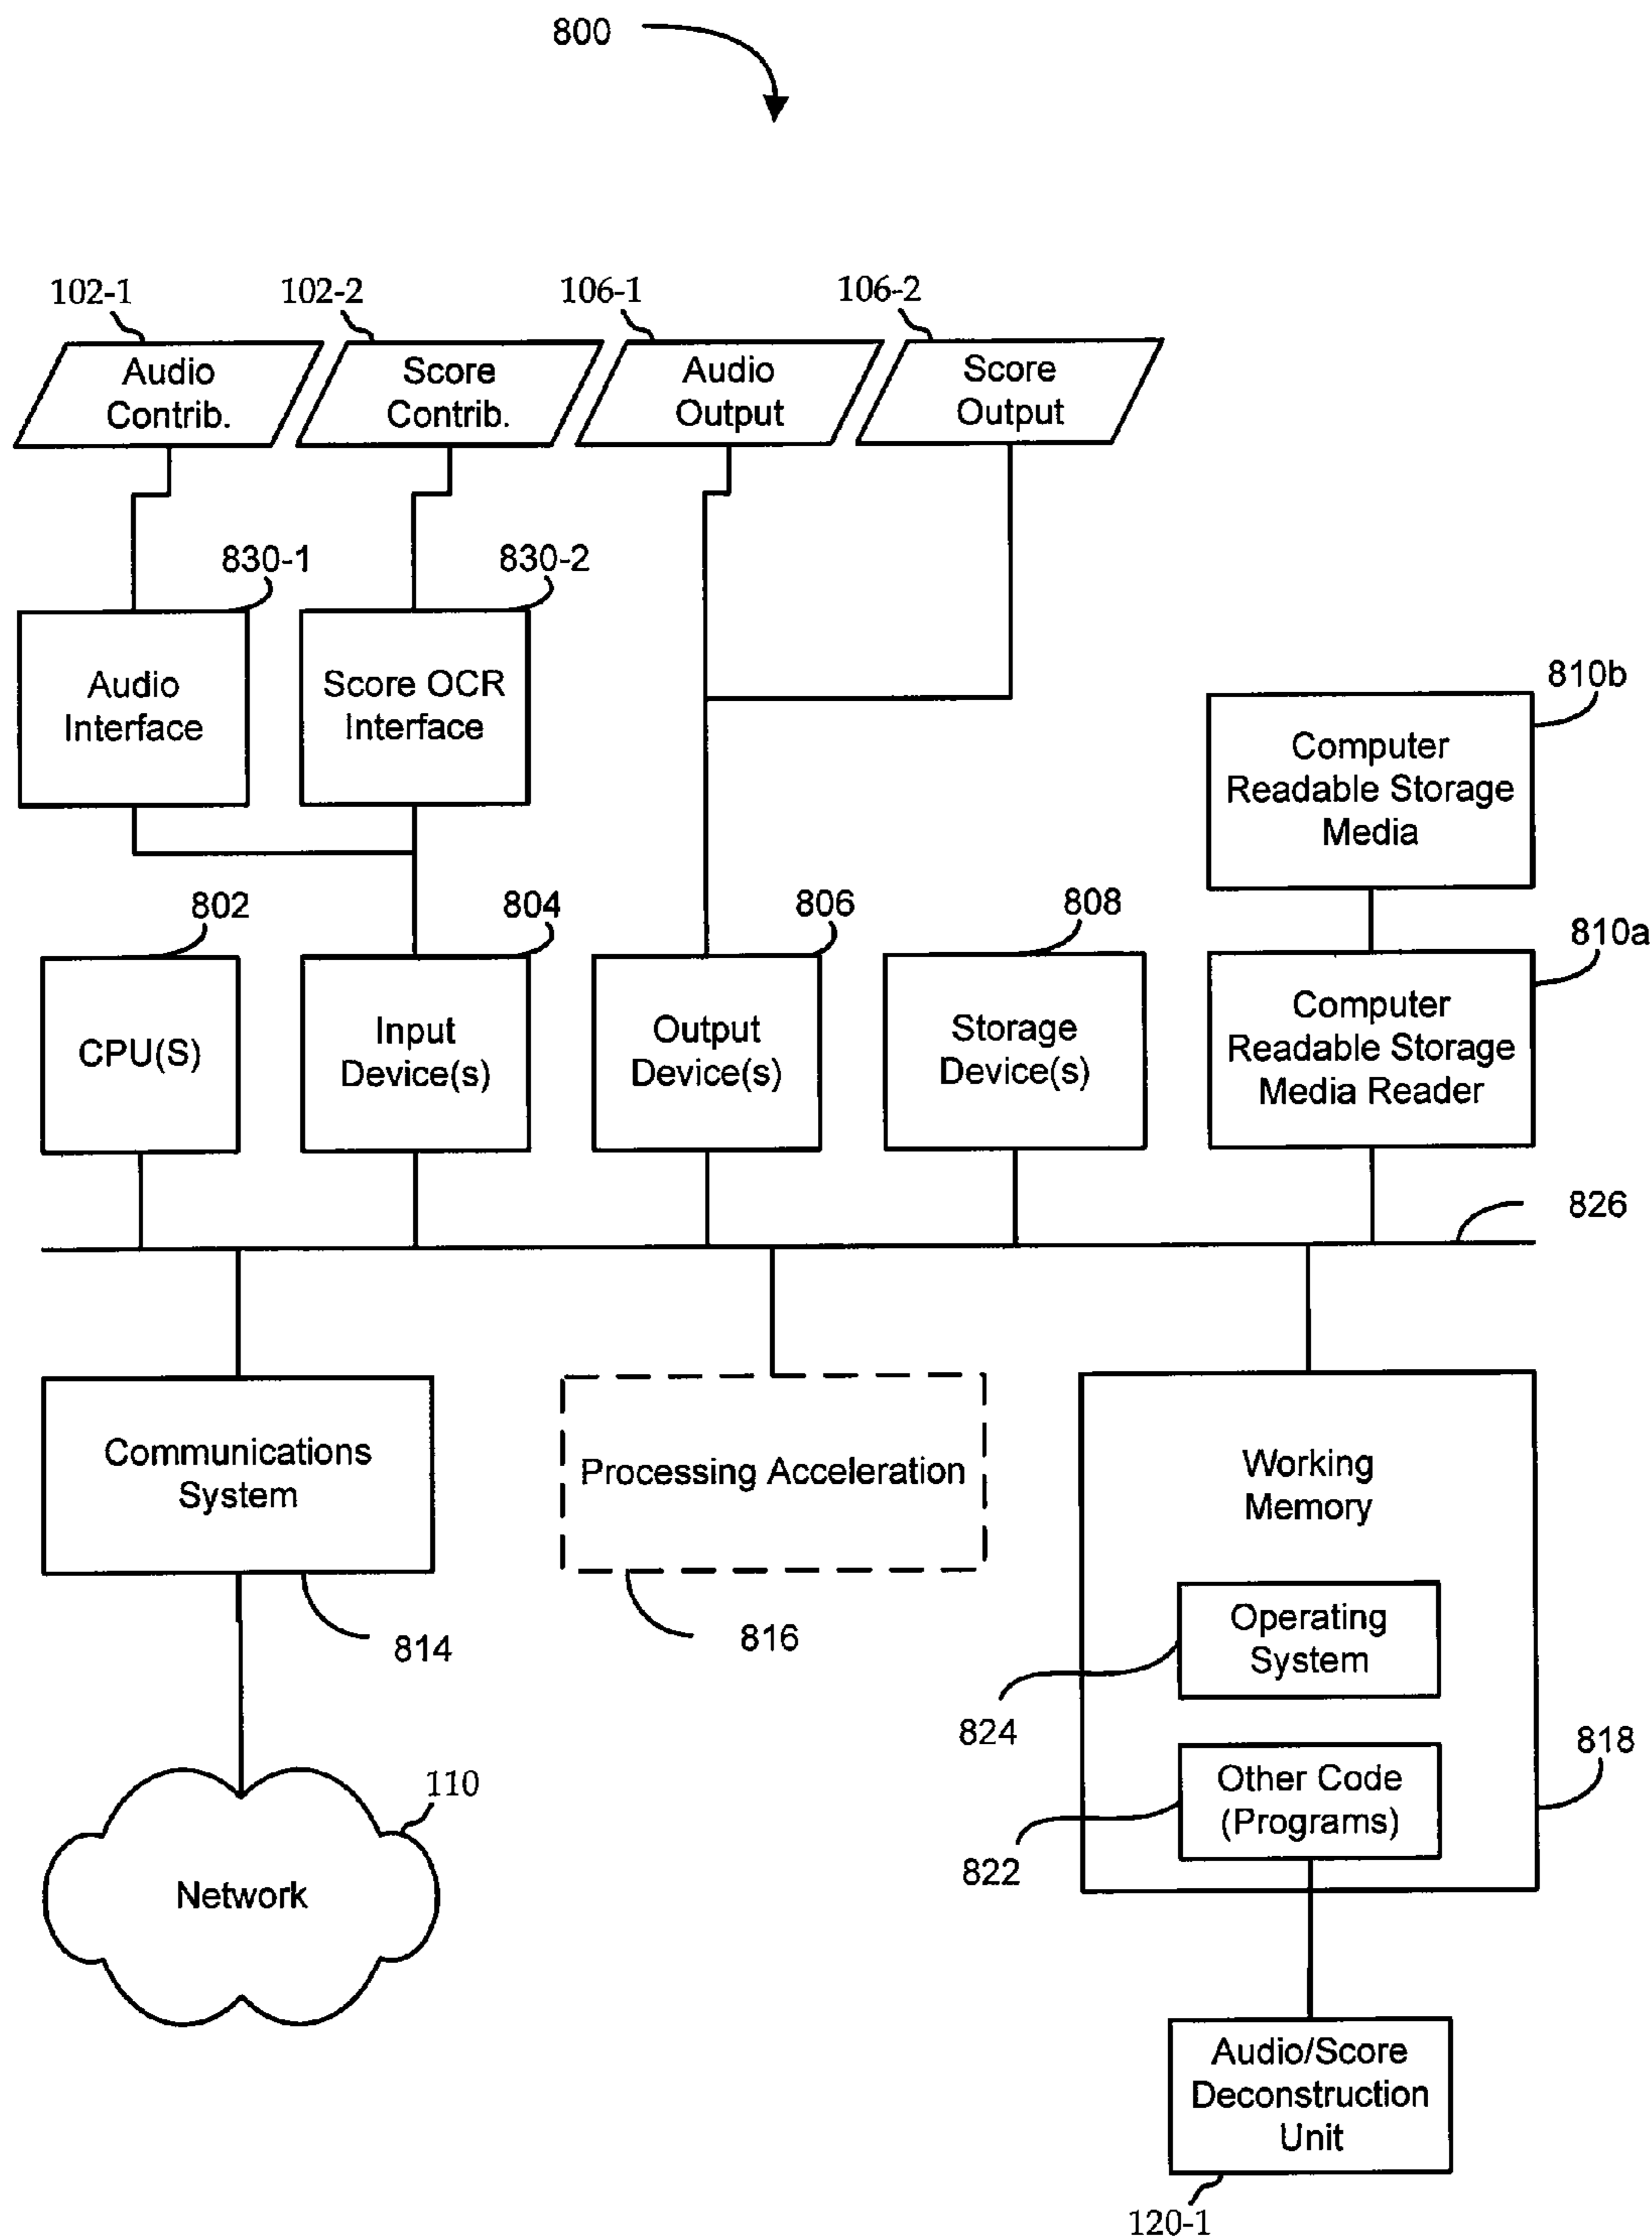 800
102-1
102-2
106-1
106-2
Audio
Contrib.
Score
Contrib.
Audio
Output
Score
Output
830-1
830-2
Audio
Interface
Score OCR
Interface
810b
Computer
Readable Storage
Media
802
804
806
808
810a
CPU(S)
Input
Device(s)
Output
Device(s)
Storage
Device(s)
Computer
Readable Storage
Media Reader
826
Communications
System
Processing Acceleration
Working
Memory
814
816
Operating
System
824
818
Other Code
(Programs)
822
110
Network
Audio/Score
Deconstruction
Unit
120-1